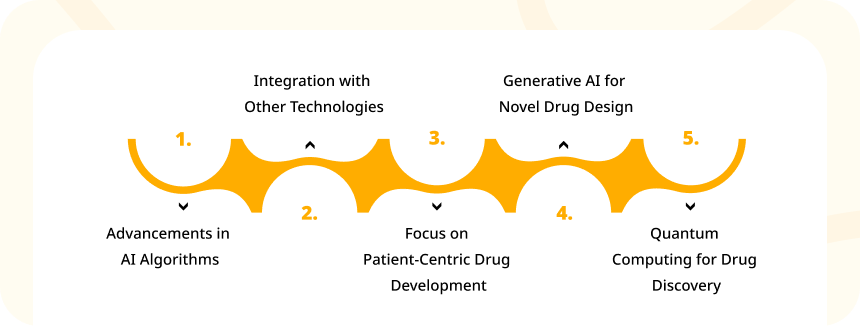 1.
Advancements in
AI Algorithms
2.
Integration with
Other Technologies
3.
Focus on
Patient-Centric Drug
Development
4.
Generative AI for
Novel Drug Design
5.
Quantum
Computing for Drug
Discovery